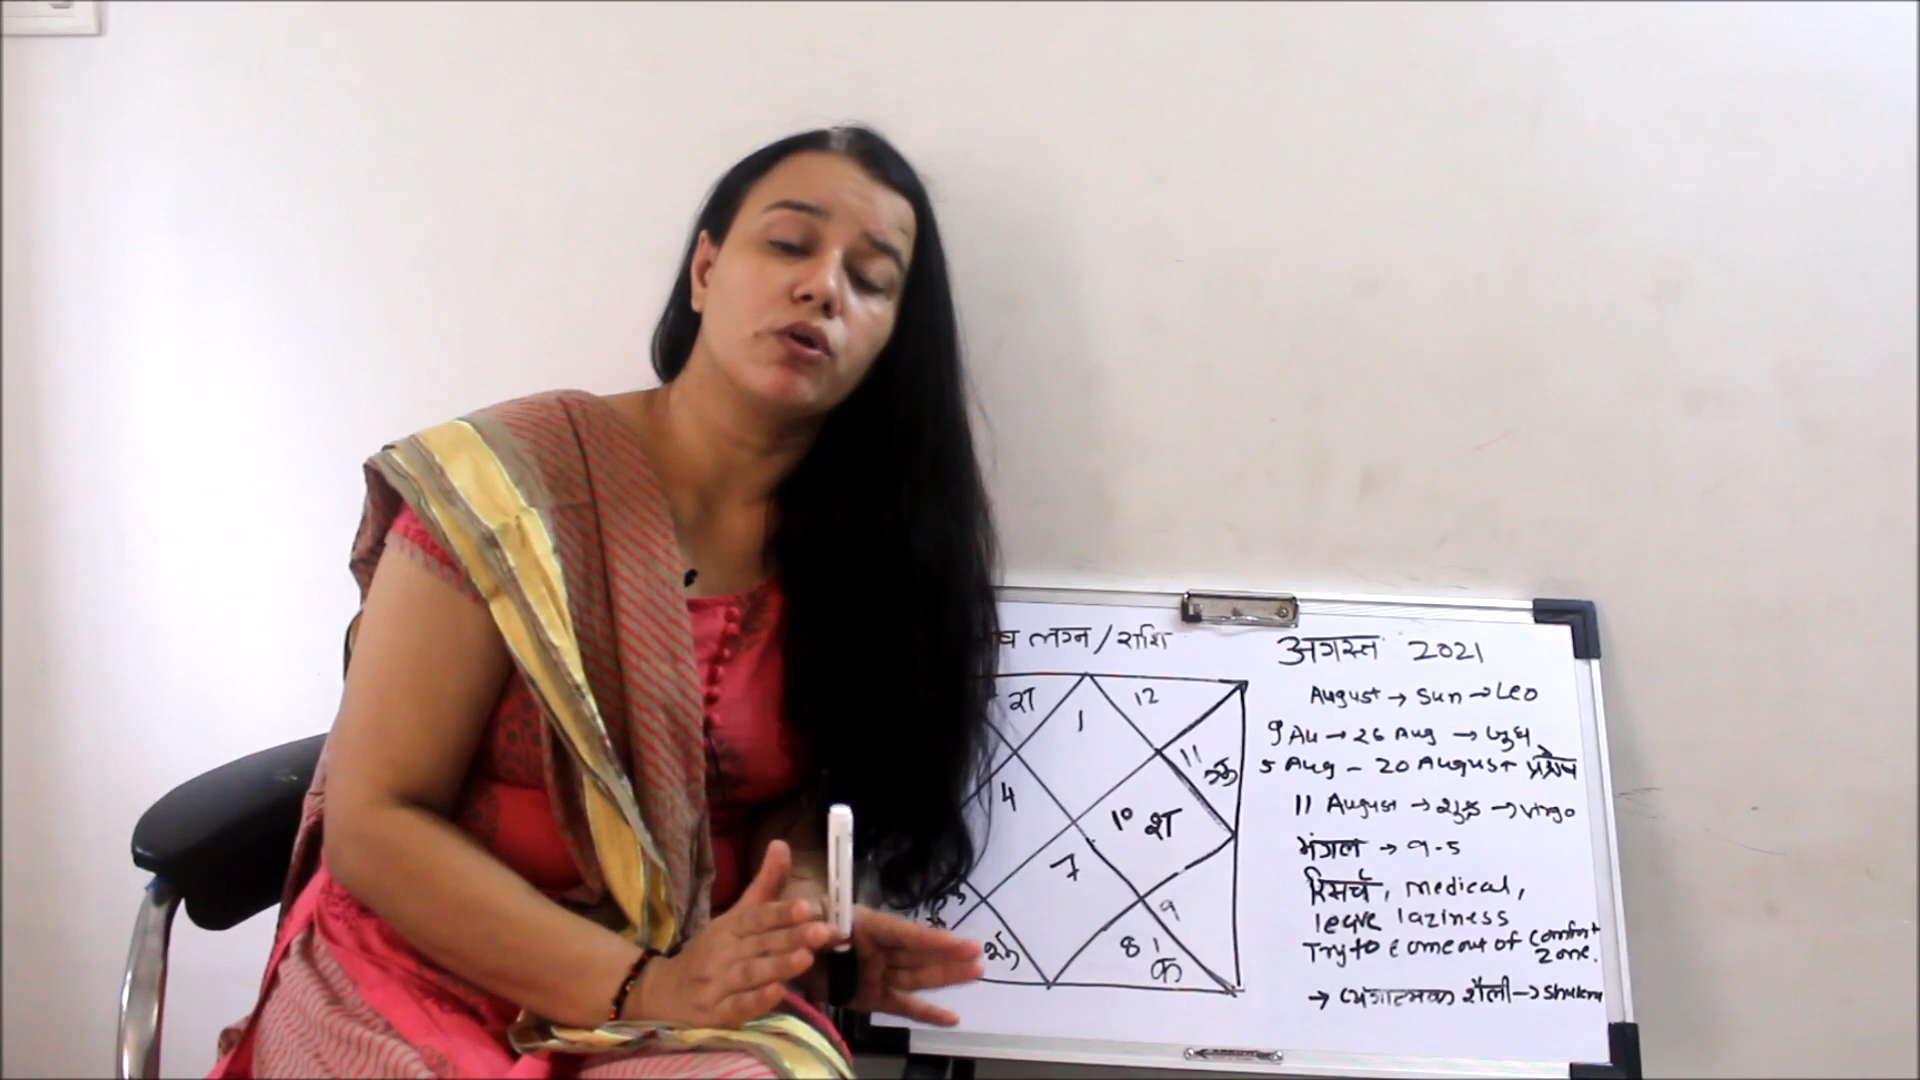 लग्न/राशि
अगस्त 2021
August → Sun → Leo
9 Au → 26 Aug → बुध
5 Aug - 20 August
11 August → शुक्र → Virgo
मंगल → 9-5
रिसर्च, medical,
leave laziness
Try to come out of comfort
zone.
→ व्यंगात्मक शैली → Shukra
रा
1
12
11
4
10 श
7
9
8
के